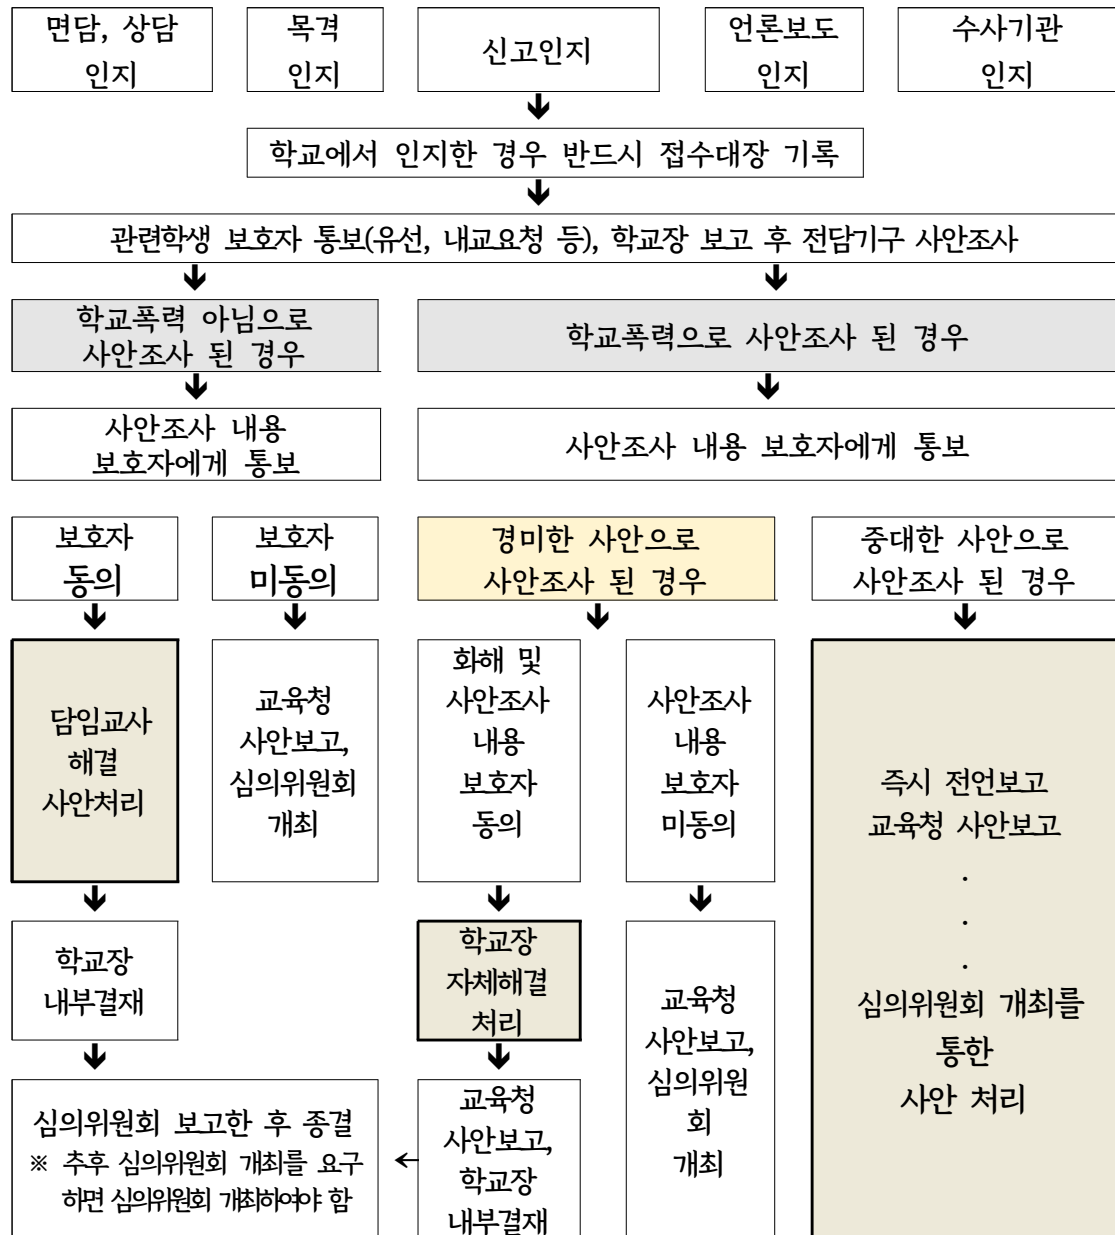 면담, 상담
인지
목격
인지
신고인지
언론보도
인지
수사기관
인지
학교에서 인지한 경우 반드시 접수대장 기록
관련학생 보호자 통보(유선, 내교요청 등), 학교장 보고 후 전담기구 사안조사
학교폭력 아님으로
사안조사 된 경우
학교폭력으로 사안조사 된 경우
사안조사 내용
보호자에게 통보
사안조사 내용 보호자에게 통보
보호자
동의
보호자
미동의
경미한 사안으로
사안조사 된 경우
중대한 사안으로
사안조사 된 경우
담임교사
해결
사안처리
교육청
사안보고,
심의위원회
개최
화해 및
사안조사
내용
보호자
동의
사안조사
내용
보호자
미동의
즉시 전언보고
교육청 사안보고
.
.
.
심의위원회 개최를
통한
사안 처리
학교장
내부결재
학교장
자체해결
처리
교육청
사안보고,
심의위원
회
개최
심의위원회 보고한 후 종결
※ 추후 심의위원회 개최를 요구
하면 심의위원회 개최하여야 함
교육청
사안보고,
학교장
내부결재